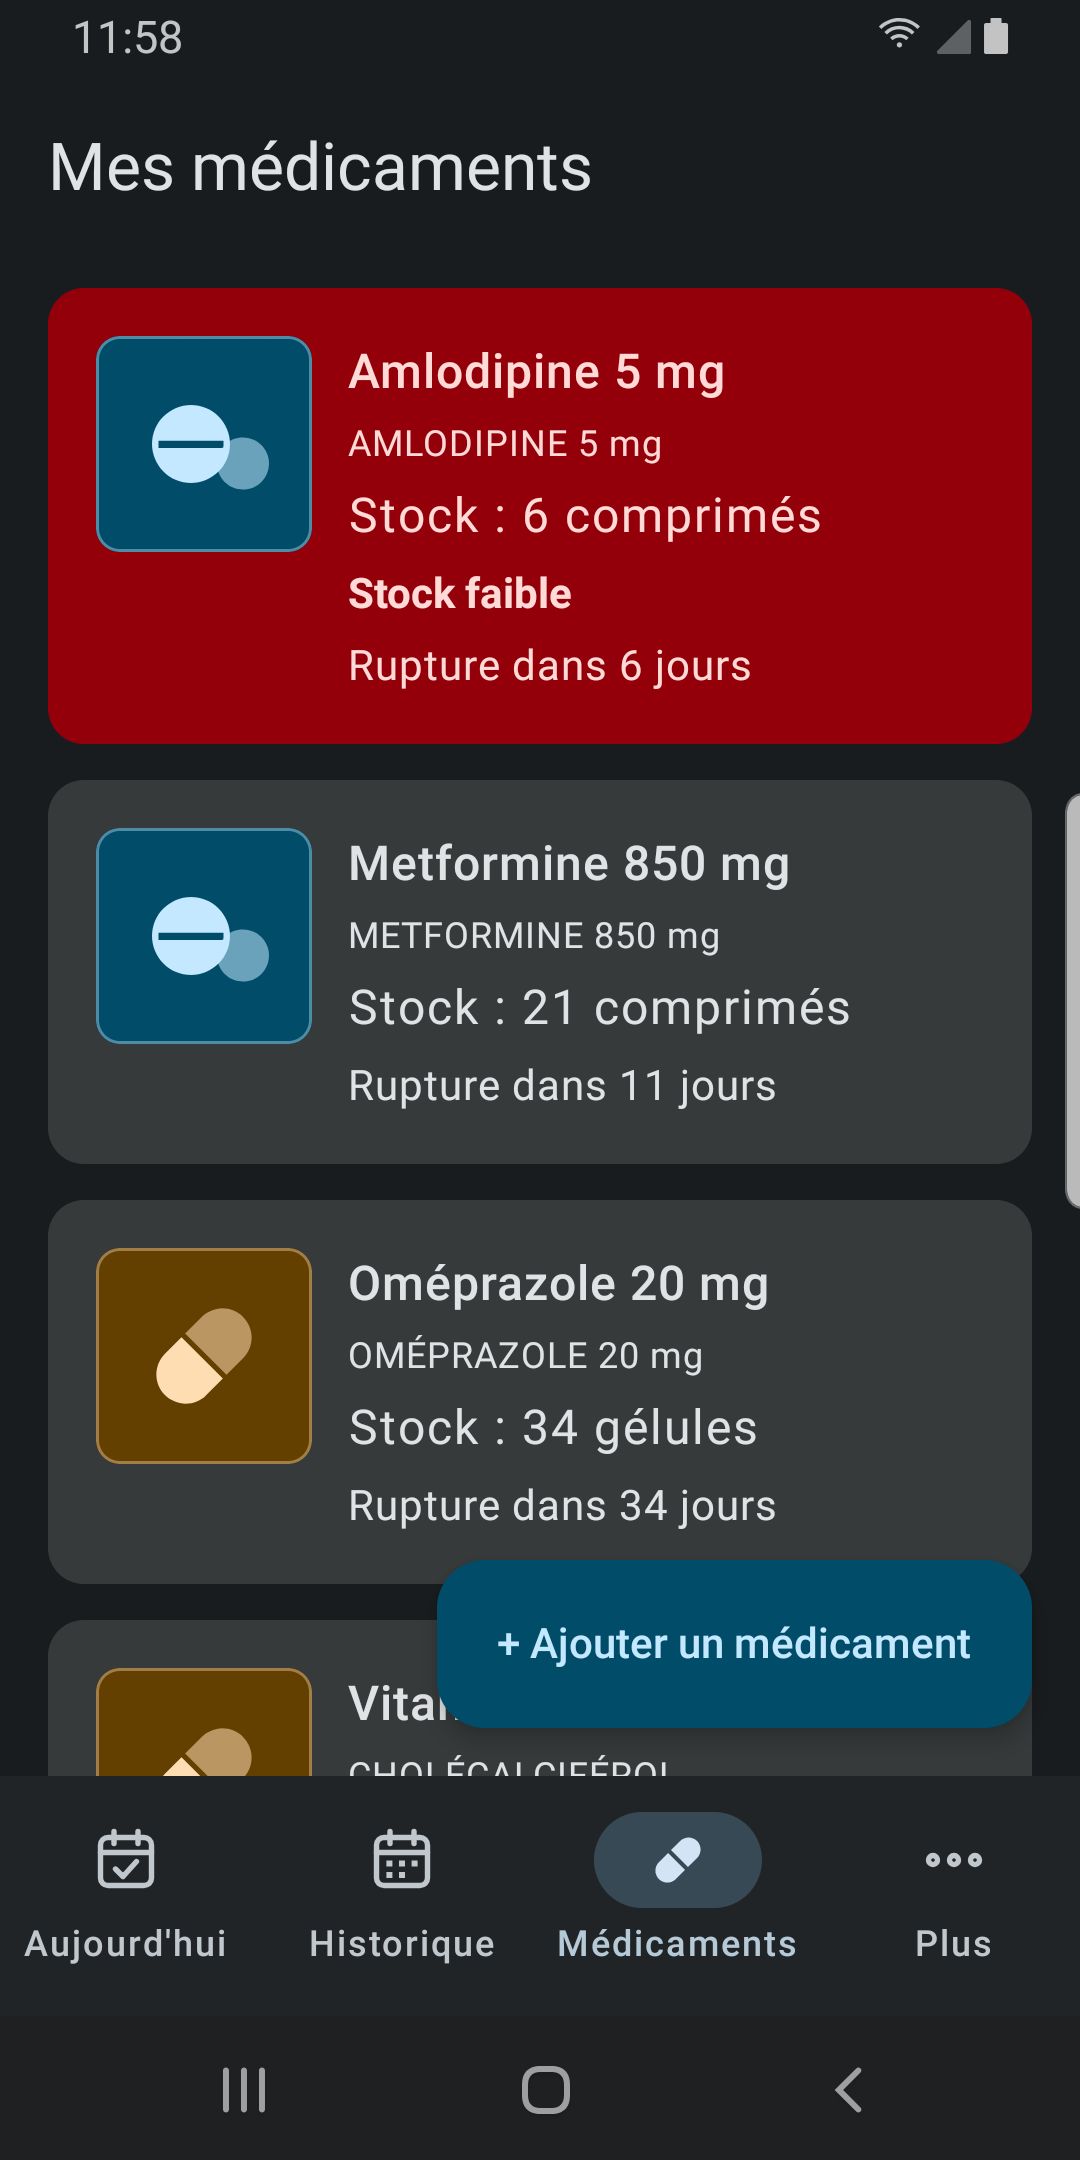 11:58
Mes médicaments
Amlodipine 5 mg
AMLODIPINE 5 mg
Stock : 6 comprimés
Stock faible
Rupture dans 6 jours
Metformine 850 mg
METFORMINE 850 mg
Stock : 21 comprimés
Rupture dans 11 jours
Oméprazole 20 mg
OMÉPRAZOLE 20 mg
Stock : 34 gélules
Rupture dans 34 jours
+ Ajouter un médicament
CHOLÉCALCIFÉROL
Aujourd'hui
Historique
Médicaments
Plus